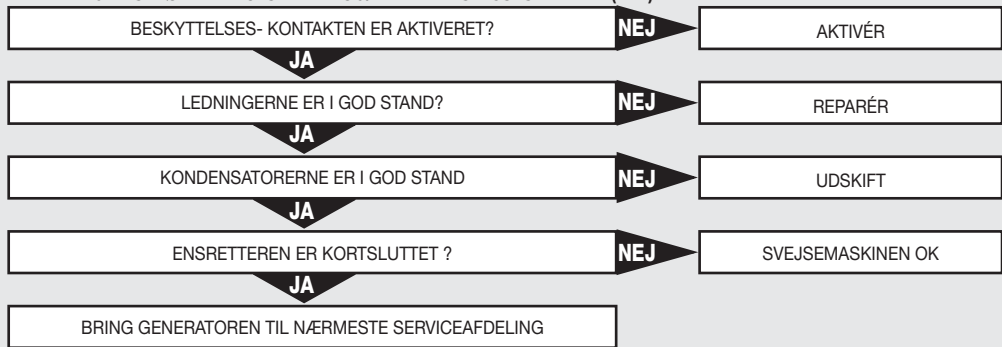 BESKYTTELSES- KONTAKTEN ER AKTIVERET? NEJ AKTIVÉR
JA
LEDNINGERNE ER I GOD STAND? NEJ REPARÉR
JA
KONDENSATORERNE ER I GOD STAND NEJ UDSKIFT
JA
ENSRETTEREN ER KORTSLUTTET ? NEJ SVEJSEMASKINEN OK
JA
BRING GENERATOREN TIL NÆRMESTE SERVICEAFDELING